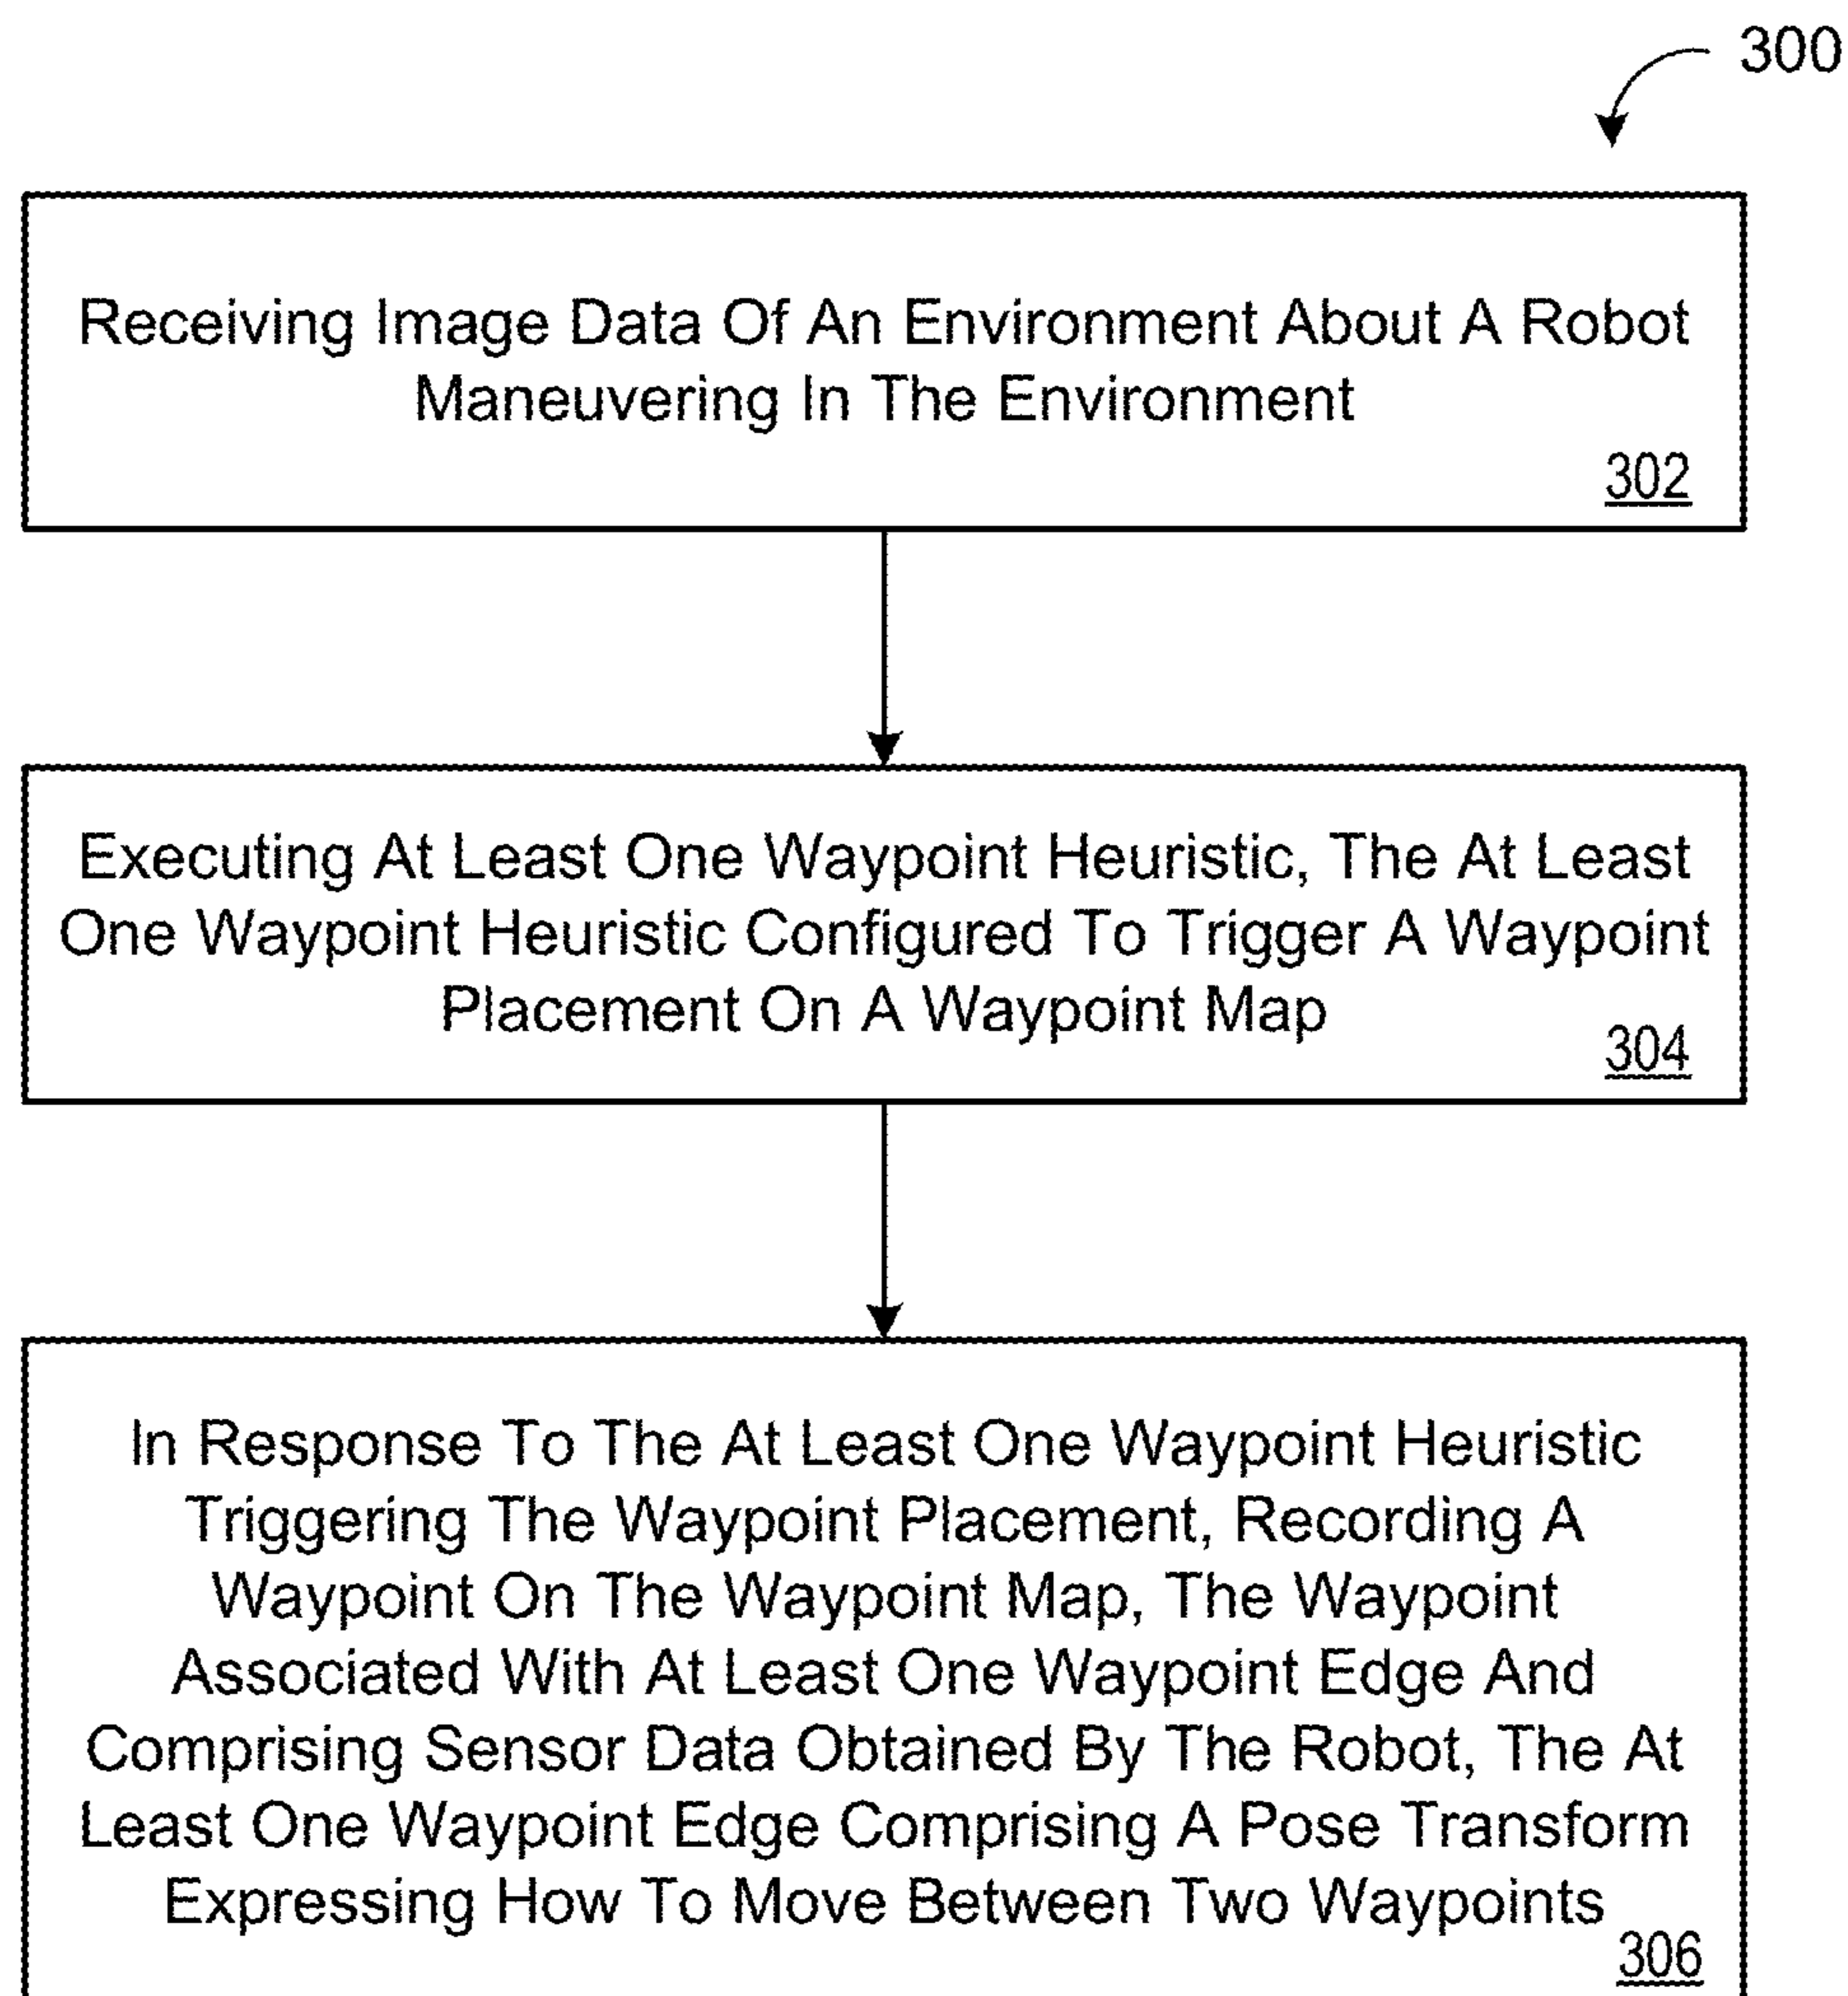 300
Receiving Image Data Of An Environment About A Robot
Maneuvering In The Environment
302
Executing At Least One Waypoint Heuristic, The At Least
One Waypoint Heuristic Configured To Trigger A Waypoint
Placement On A Waypoint Map
304
In Response To The At Least One Waypoint Heuristic
Triggering The Waypoint Placement, Recording A
Waypoint On The Waypoint Map, The Waypoint
Associated With At Least One Waypoint Edge And
Comprising Sensor Data Obtained By The Robot, The At
Least One Waypoint Edge Comprising A Pose Transform
Expressing How To Move Between Two Waypoints
306